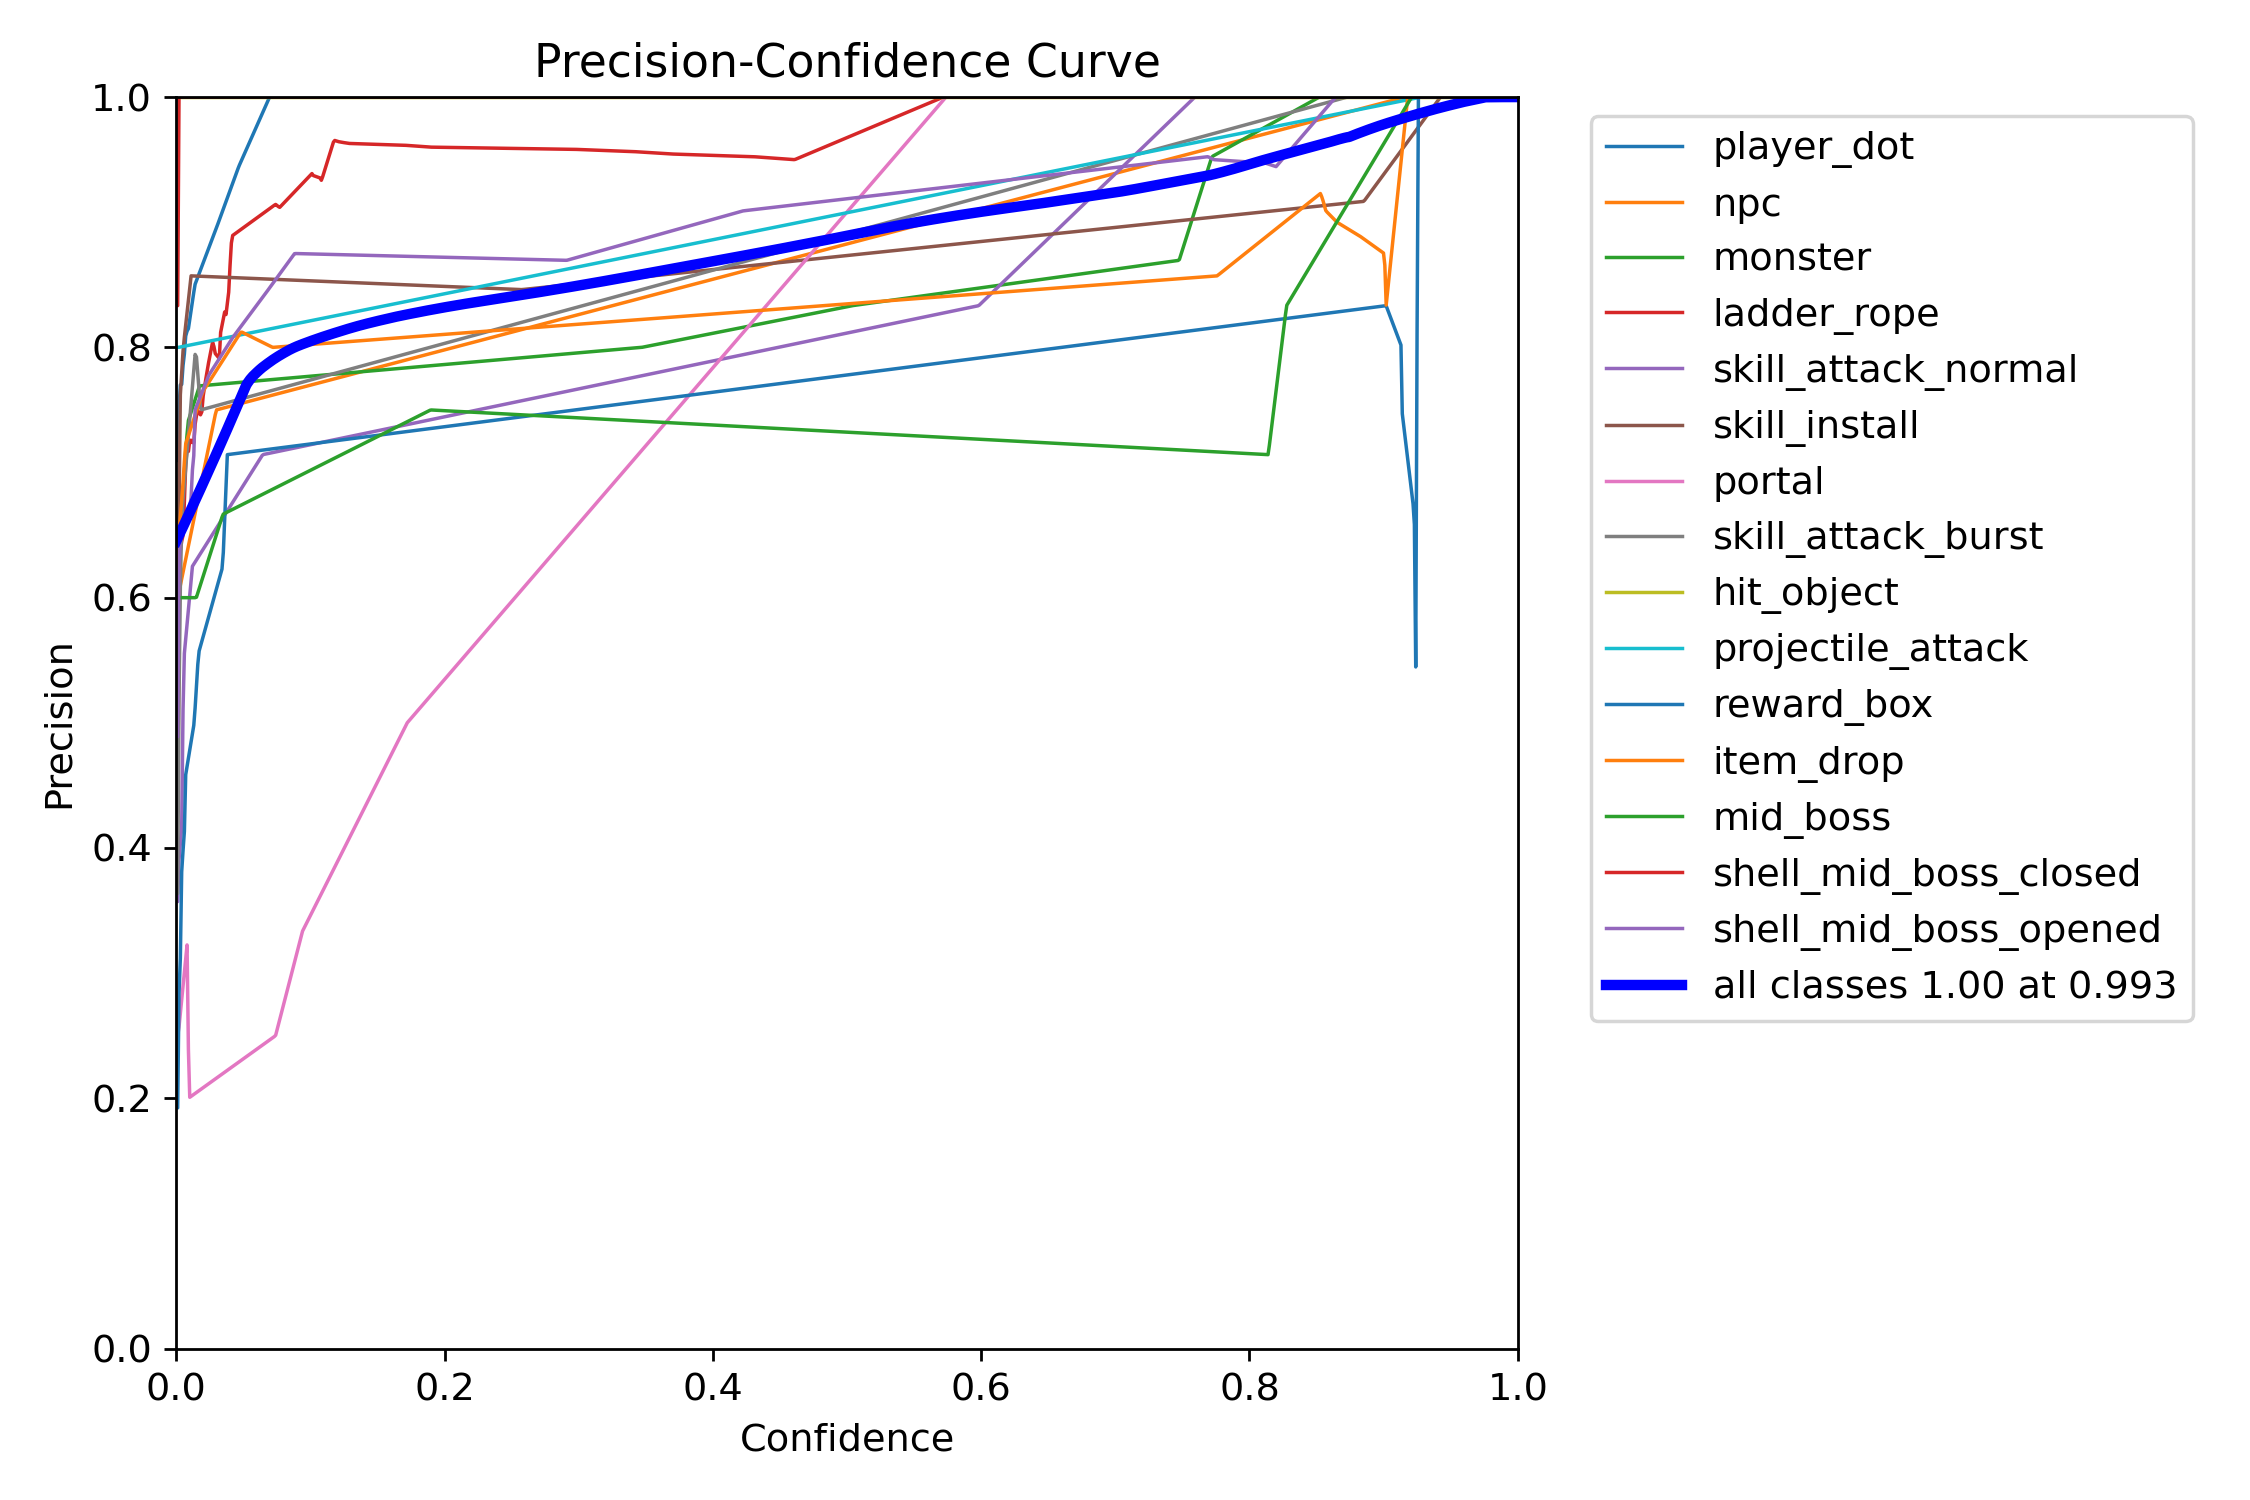 Precision-Confidence Curve
1.0
0.8
0.6
0.4
0.2
0.0
Precision
0.0 0.2 0.4 0.6 0.8 1.0
Confidence
player_dot
npc
monster
ladder_rope
skill_attack_normal
skill_install
portal
skill_attack_burst
hit_object
projectile_attack
reward_box
item_drop
mid_boss
shell_mid_boss_closed
shell_mid_boss_opened
all classes 1.00 at 0.993